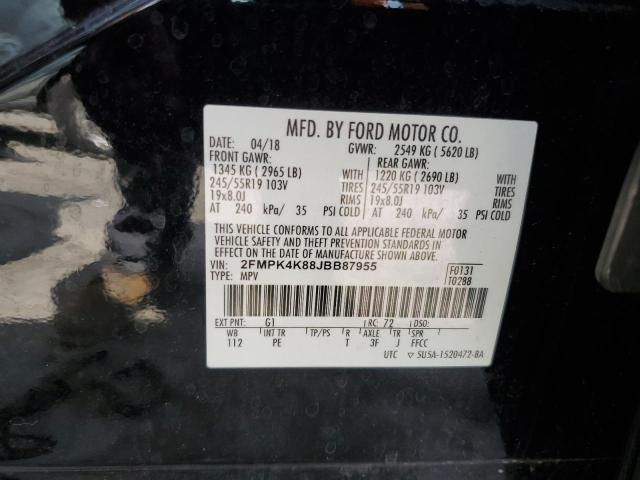 MFD. BY FORD MOTOR CO.
DATE: 04/18 GVWR: 2549 KG ( 5620 LB)
FRONT GAWR: REAR GAWR:
1345 KG ( 2965 LB) WITH 1220 KG ( 2690 LB) WITH
245/55R19 103V TIRES 245/55R19 103V TIRES
19x8.0J RIMS 19x8.0J RIMS
AT 240 kPa/ 35 PSI COLD AT 240 kPa/ 35 PSI COLD
THIS VEHICLE CONFORMS TO ALL APPLICABLE FEDERAL MOTOR
VEHICLE SAFETY AND BUMPER AND THEFT PREVENTION STANDARDS IN
EFFECT ON THE DATE OF MANUFACTURE SHOWN ABOVE.
VIN: 2FMPK4K88JBB87955 F0131
TYPE: MPV T0288
EXT PNT: G1 RC: 72 DSO:
WB INT TR TP/PS R AXLE TR SPR
112 PE T 3F J FFCC
UTC ▽ 5U5A-1520472-BA